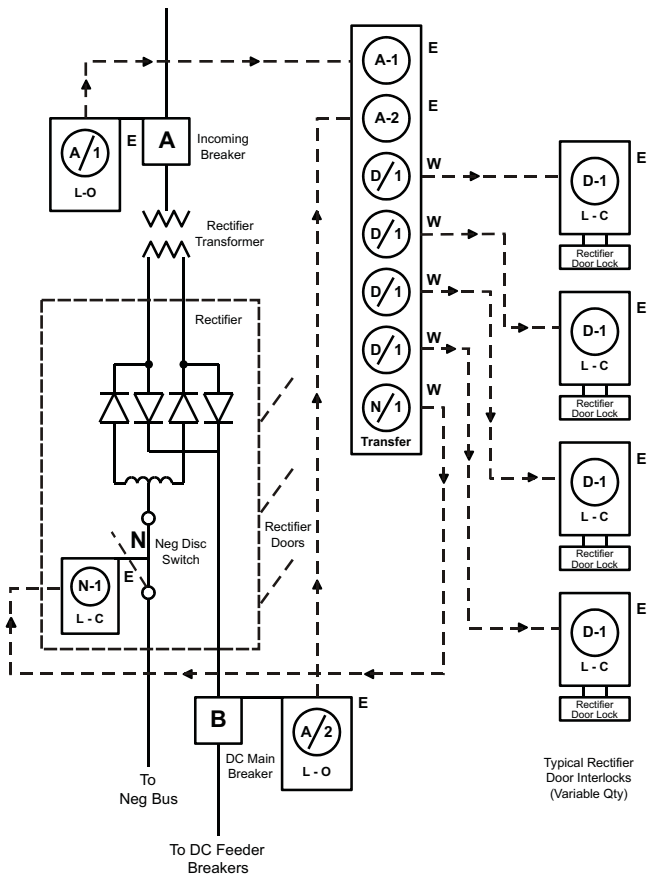 A-1
E
A-2
E
D/1
W
D/1
W
D/1
W
D/1
W
N/1
W
Transfer
A/1
L-O
E
A
Incoming
Breaker
Rectifier
Transformer
Rectifier
Rectifier
Doors
N
Neg Disc
Switch
E
N-1
L - C
B
DC Main
Breaker
E
A/2
L - O
To
Neg Bus
To DC Feeder
Breakers
E
D-1
L - C
Rectifier
Door Lock
E
D-1
L - C
Rectifier
Door Lock
E
D-1
L - C
Rectifier
Door Lock
E
D-1
L - C
Rectifier
Door Lock
Typical Rectifier
Door Interlocks
(Variable Qty)